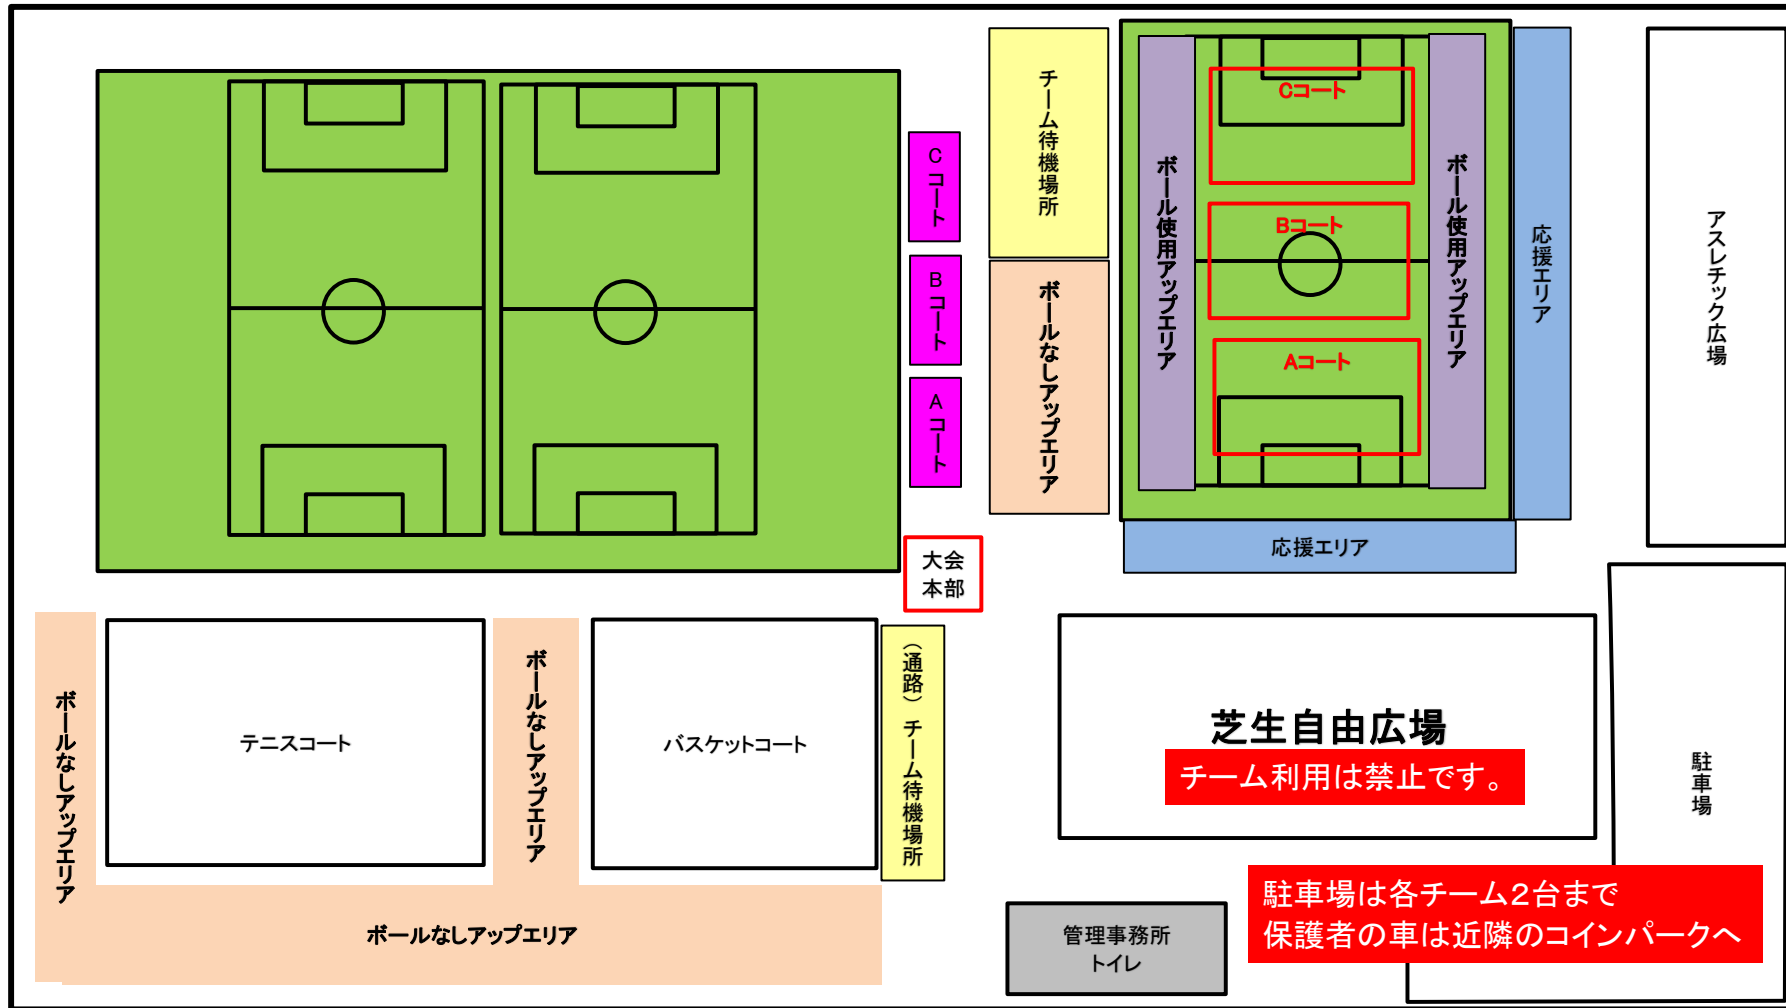 チーム待機場所
ボールなしアップエリア
Cコート
Bコート
Aコート
大会
本部
ボール使用アップエリア
Cコート
Bコート
Aコート
ボール使用アップエリア
応援エリア
応援エリア
アスレチック広場
ボールなしアップエリア
テニスコート
ボールなしアップエリア
バスケットコート
（通路）チーム待機場所
ボールなしアップエリア
芝生自由広場
チーム利用は禁止です。
駐車場
駐車場は各チーム2台まで
保護者の車は近隣のコインパークへ
管理事務所
トイレ